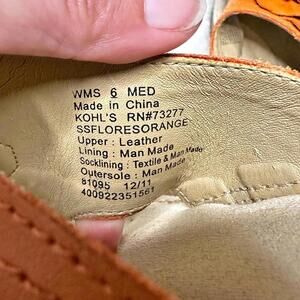 WMS 6 MED
Made in China
KOHL'S RN#73277
SSFLORESORANGE
Upper : Leather
Lining : Man Made
Socklining : Textile & Man Made
Outersole : Man Made
81095 12/11
400922351561